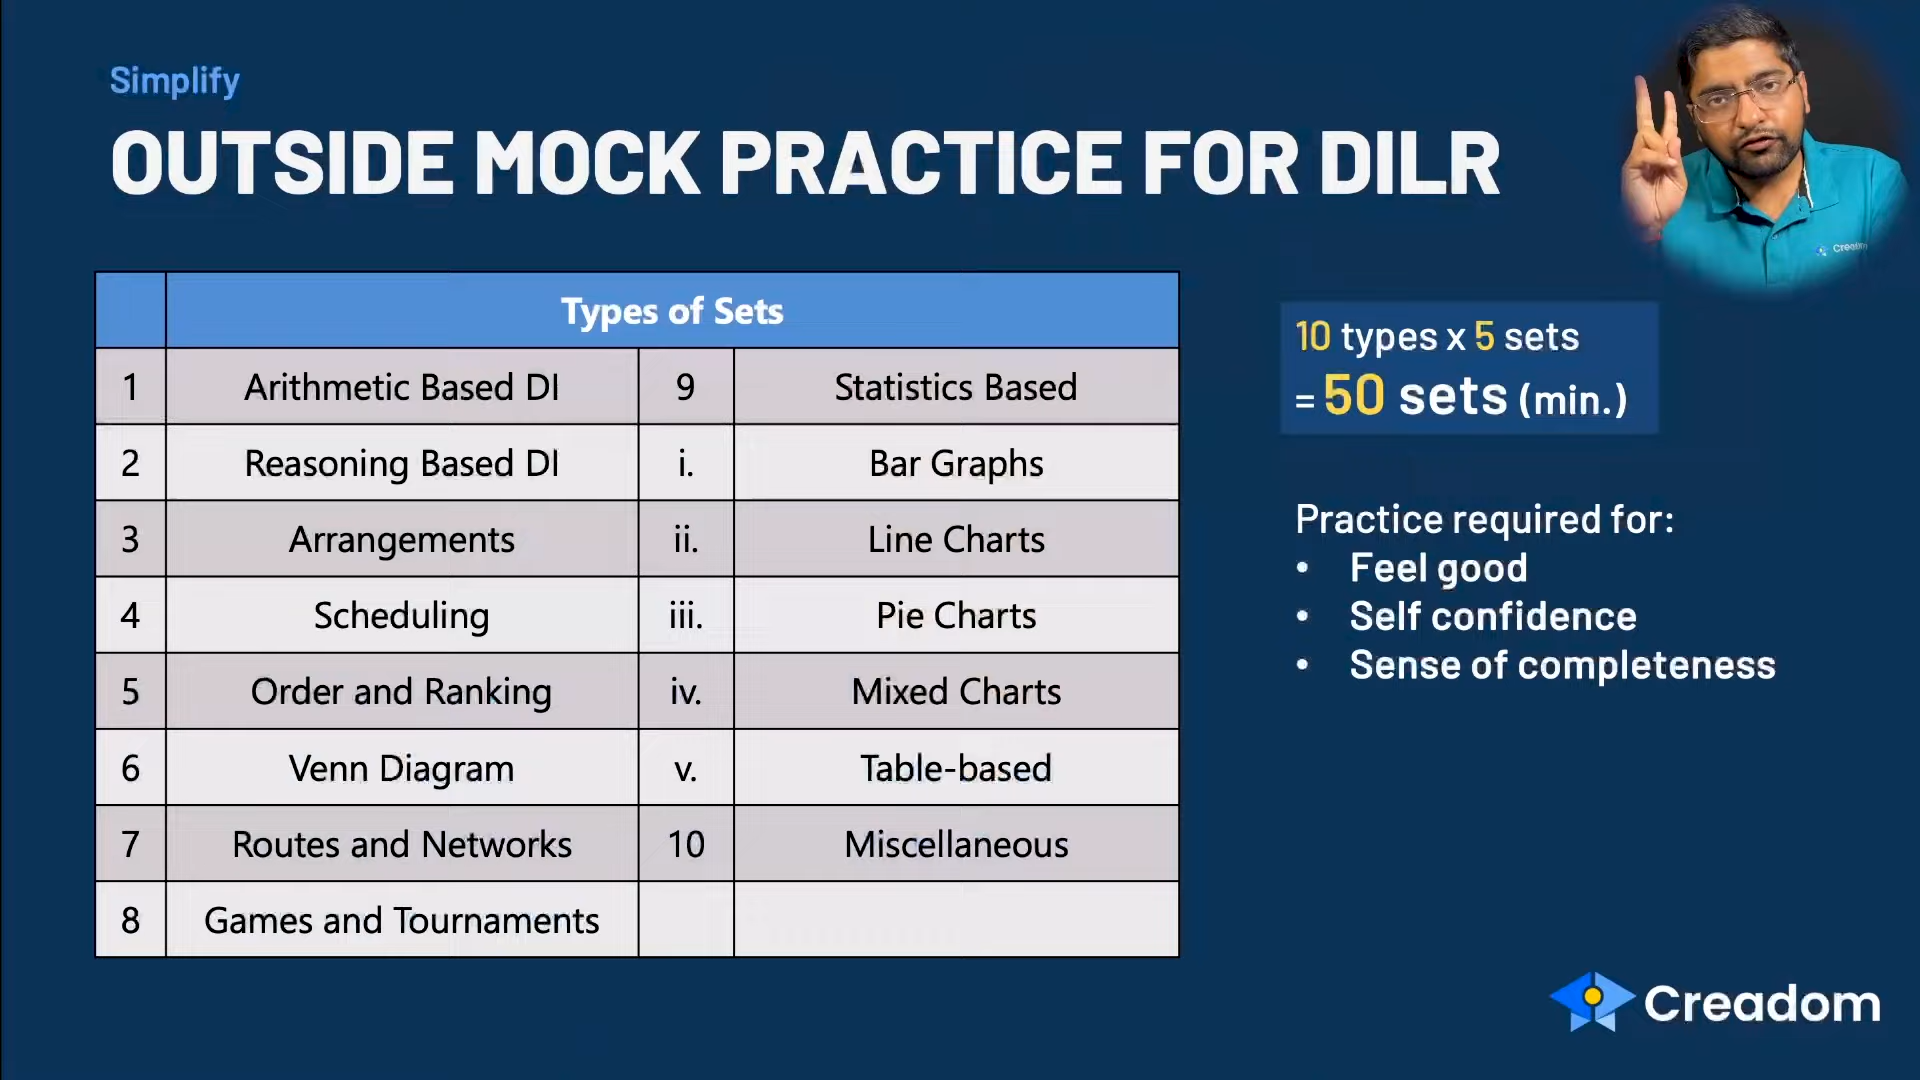 Simplify
OUTSIDE MOCK PRACTICE FOR DILR
Types of Sets
1 Arithmetic Based DI 9 Statistics Based
2 Reasoning Based DI i. Bar Graphs
3 Arrangements ii. Line Charts
4 Scheduling iii. Pie Charts
5 Order and Ranking iv. Mixed Charts
6 Venn Diagram v. Table-based
7 Routes and Networks 10 Miscellaneous
8 Games and Tournaments
10 types x 5 sets
= 50 sets (min.)
Practice required for:
• Feel good
• Self confidence
• Sense of completeness
Creadom
Creadom